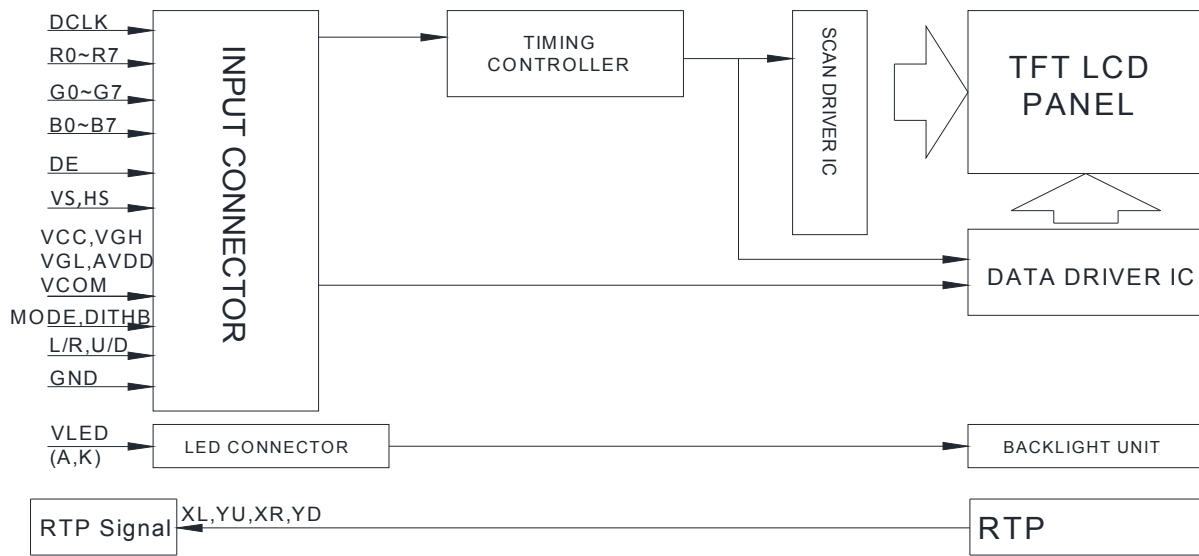 DCLK
R0~R7
G0~G7
B0~B7
DE
VS,HS
VCC,VGH
VGL,AVDD
VCOM
MODE,DITHB
L/R,U/D
GND
INPUT CONNECTOR
TIMING
CONTROLLER
SCAN DRIVER IC
TFT LCD
PANEL
DATA DRIVER IC
VLED
(A,K)
LED CONNECTOR
BACKLIGHT UNIT
RTP Signal
XL,YU,XR,YD
RTP